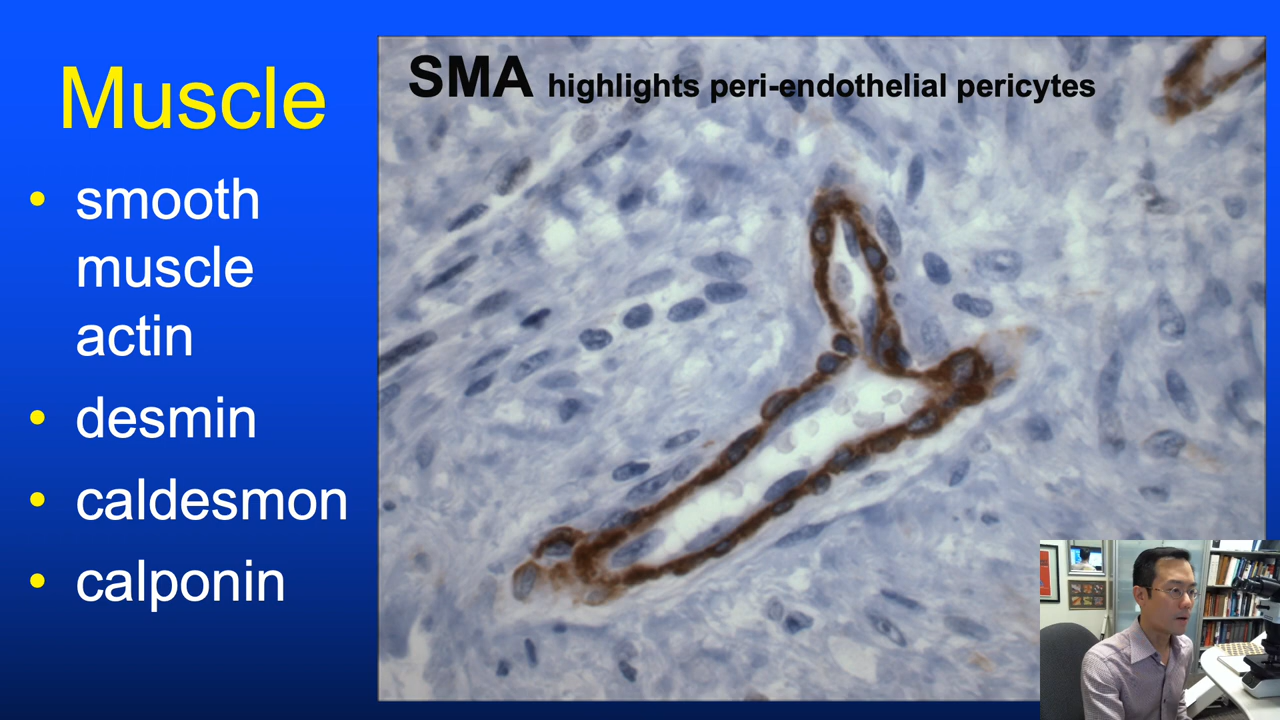 Muscle
• smooth
muscle
actin
• desmin
• caldesmon
• calponin
SMA highlights peri-endothelial pericytes